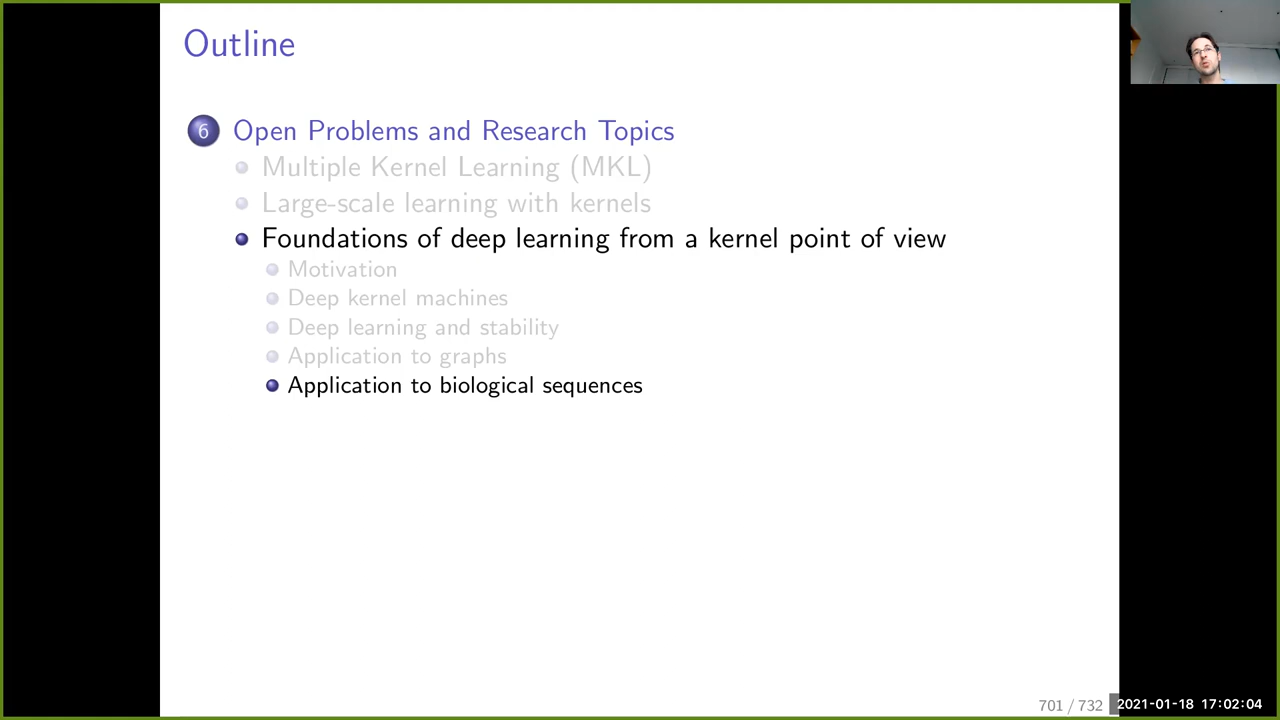 Outline
6 Open Problems and Research Topics
Multiple Kernel Learning (MKL)
Large-scale learning with kernels
Foundations of deep learning from a kernel point of view
Motivation
Deep kernel machines
Deep learning and stability
Application to graphs
Application to biological sequences
701 / 732
2021-01-18 17:02:04